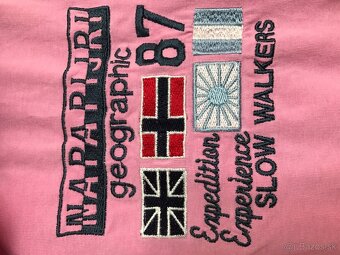 NAPAPIJRI
geographic
87
Expedition
Experience
SLOW WALKERS